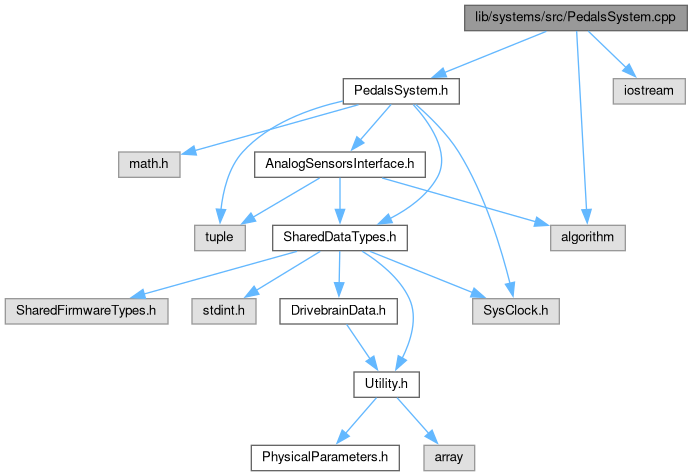 lib/systems/src/PedalsSystem.cpp
PedalsSystem.h
iostream
math.h
AnalogSensorsInterface.h
tuple
SharedDataTypes.h
algorithm
SharedFirmwareTypes.h
stdint.h
DrivebrainData.h
SysClock.h
Utility.h
PhysicalParameters.h
array